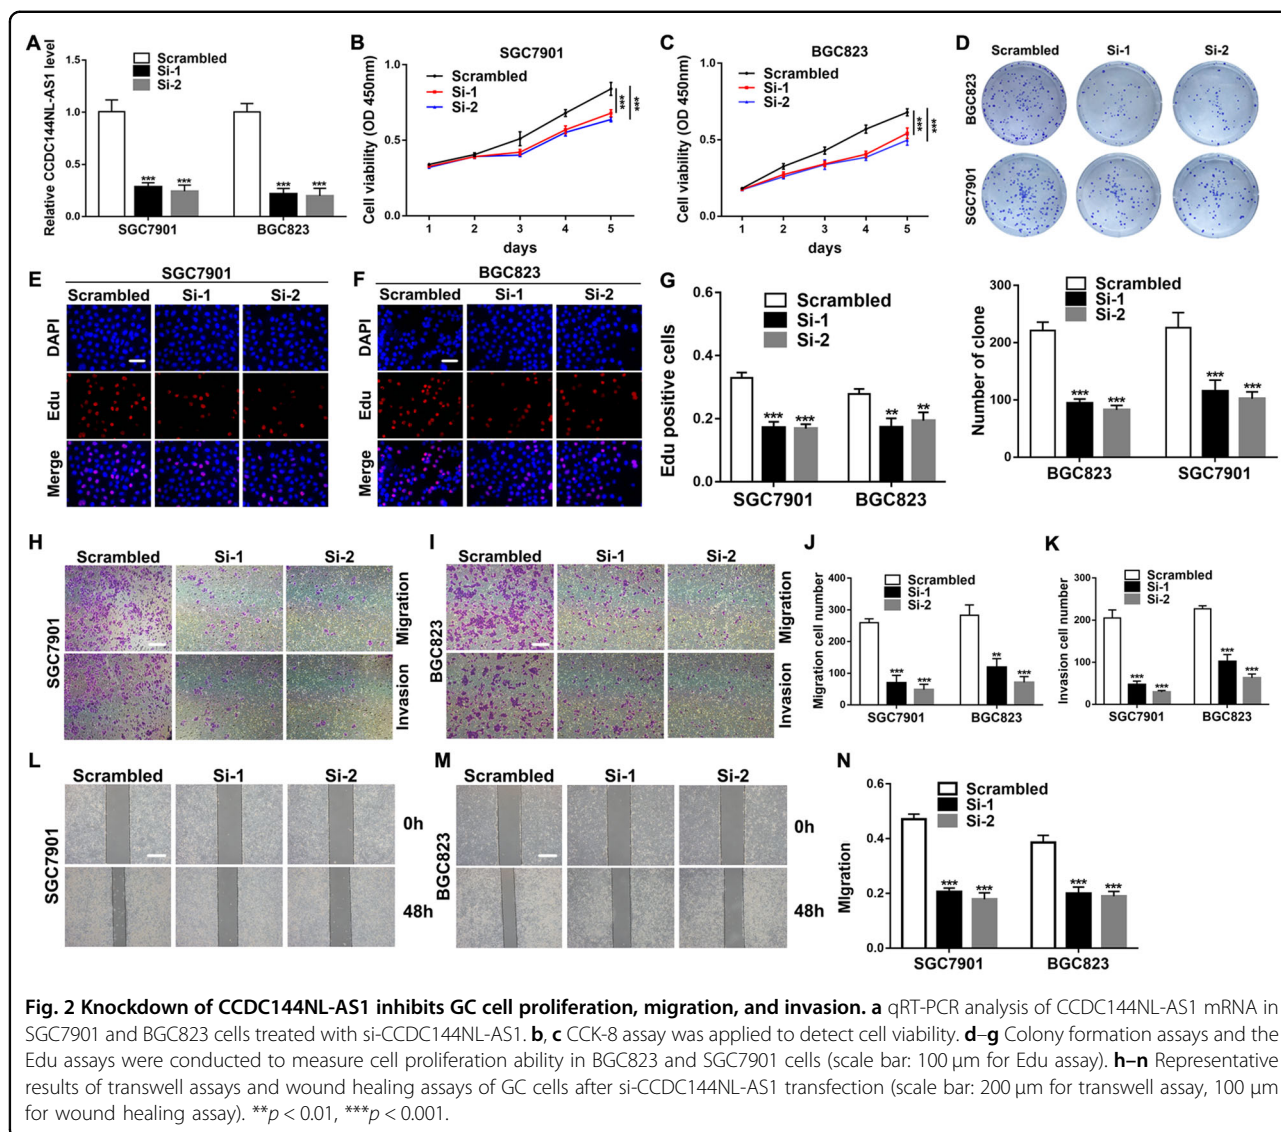 A
Scrambled
Si-1
Si-2
Relative CCDC144NL-AS1 level
1.5
1.0
0.5
0.0
*** ***
*** ***
SGC7901 BGC823
B
SGC7901
Scrambled
Si-1
Si-2
Cell viability (OD 450nm)
1.0
0.5
0.0
***
***
1 2 3 4 5
days
C
BGC823
Scrambled
Si-1
Si-2
Cell viability (OD 450nm)
1.0
0.5
0.0
***
***
1 2 3 4 5
days
D
Scrambled Si-1 Si-2
BGC823
SGC7901
Scrambled
Si-1
Si-2
Number of clone
300
200
100
0
*** ***
*** ***
BGC823 SGC7901
E
SGC7901
Scrambled Si-1 Si-2
DAPI
Edu
Merge
F
BGC823
Scrambled Si-1 Si-2
DAPI
Edu
Merge
G
Scrambled
Si-1
Si-2
Edu positive cells
0.6
0.4
0.2
0.0
*** ***
** **
SGC7901 BGC823
H
Scrambled Si-1 Si-2
SGC7901
Migration
Invasion
I
Scrambled Si-1 Si-2
BGC823
Migration
Invasion
J
Scrambled
Si-1
Si-2
Migration cell number
400
300
200
100
0
*** ***
** ***
SGC7901 BGC823
K
Scrambled
Si-1
Si-2
Invasion cell number
300
200
100
0
*** ***
*** ***
SGC7901 BGC823
L
Scrambled Si-1 Si-2
SGC7901
0h
48h
M
Scrambled Si-1 Si-2
BGC823
0h
48h
N
Scrambled
Si-1
Si-2
Migration
0.6
0.4
0.2
0.0
*** ***
*** ***
SGC7901 BGC823
Fig. 2 Knockdown of CCDC144NL-AS1 inhibits GC cell proliferation, migration, and invasion. a qRT-PCR analysis of CCDC144NL-AS1 mRNA in
SGC7901 and BGC823 cells treated with si-CCDC144NL-AS1. b, c CCK-8 assay was applied to detect cell viability. d–g Colony formation assays and the
Edu assays were conducted to measure cell proliferation ability in BGC823 and SGC7901 cells (scale bar: 100 μm for Edu assay). h–n Representative
results of transwell assays and wound healing assays of GC cells after si-CCDC144NL-AS1 transfection (scale bar: 200 μm for transwell assay, 100 μm
for wound healing assay). **p < 0.01, ***p < 0.001.